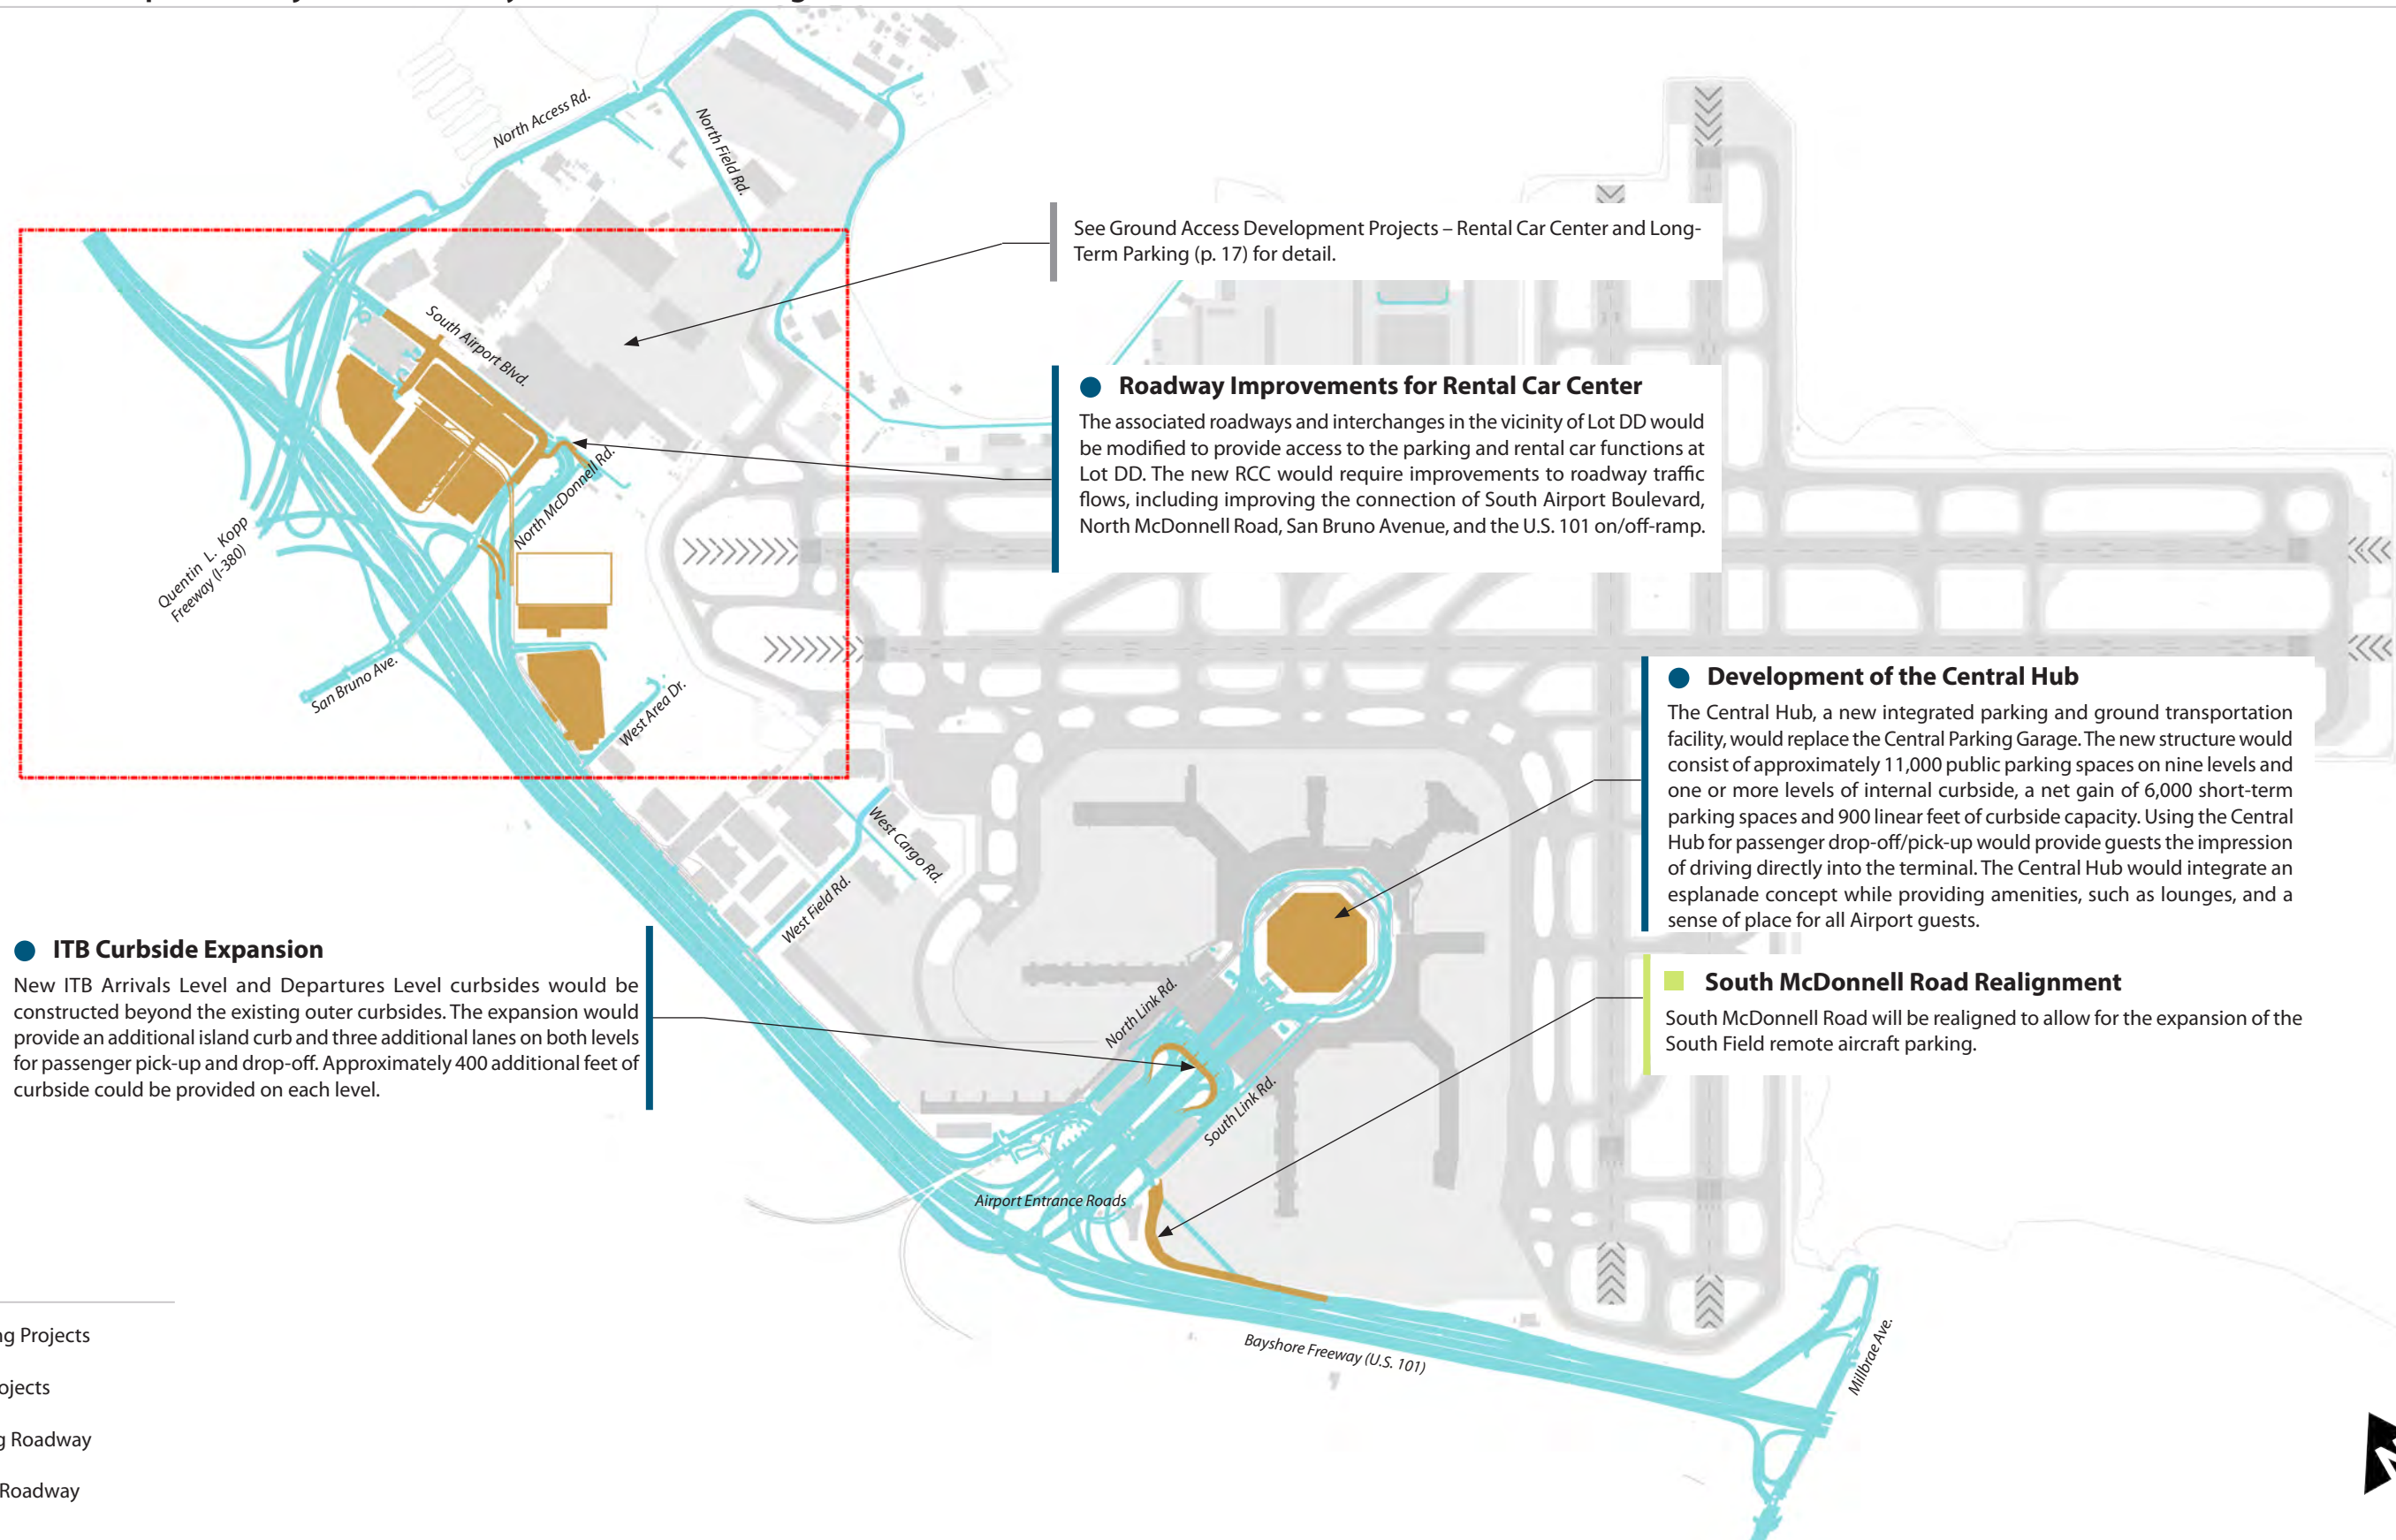 North Access Rd.
North Field Rd.
See Ground Access Development Projects – Rental Car Center and Long-
Term Parking (p. 17) for detail.
South Airport Blvd.
Roadway Improvements for Rental Car Center
The associated roadways and interchanges in the vicinity of Lot DD would
be modified to provide access to the parking and rental car functions at
Lot DD. The new RCC would require improvements to roadway traffic
flows, including improving the connection of South Airport Boulevard,
North McDonnell Road, San Bruno Avenue, and the U.S. 101 on/off-ramp.
North McDonnell Rd.
Quentin L. Kopp
Freeway (I-380)
San Bruno Ave.
West Area Dr.
Development of the Central Hub
The Central Hub, a new integrated parking and ground transportation
facility, would replace the Central Parking Garage. The new structure would
consist of approximately 11,000 public parking spaces on nine levels and
one or more levels of internal curbside, a net gain of 6,000 short-term
parking spaces and 900 linear feet of curbside capacity. Using the Central
Hub for passenger drop-off/pick-up would provide guests the impression
of driving directly into the terminal. The Central Hub would integrate an
esplanade concept while providing amenities, such as lounges, and a
sense of place for all Airport guests.
West Cargo Rd.
West Field Rd.
ITB Curbside Expansion
New ITB Arrivals Level and Departures Level curbsides would be
constructed beyond the existing outer curbsides. The expansion would
provide an additional island curb and three additional lanes on both levels
for passenger pick-up and drop-off. Approximately 400 additional feet of
curbside could be provided on each level.
South McDonnell Road Realignment
South McDonnell Road will be realigned to allow for the expansion of the
South Field remote aircraft parking.
North Link Rd.
South Link Rd.
Airport Entrance Roads
Bayshore Freeway (U.S. 101)
Millbrae Ave.
Projects
Roadway
Roadway